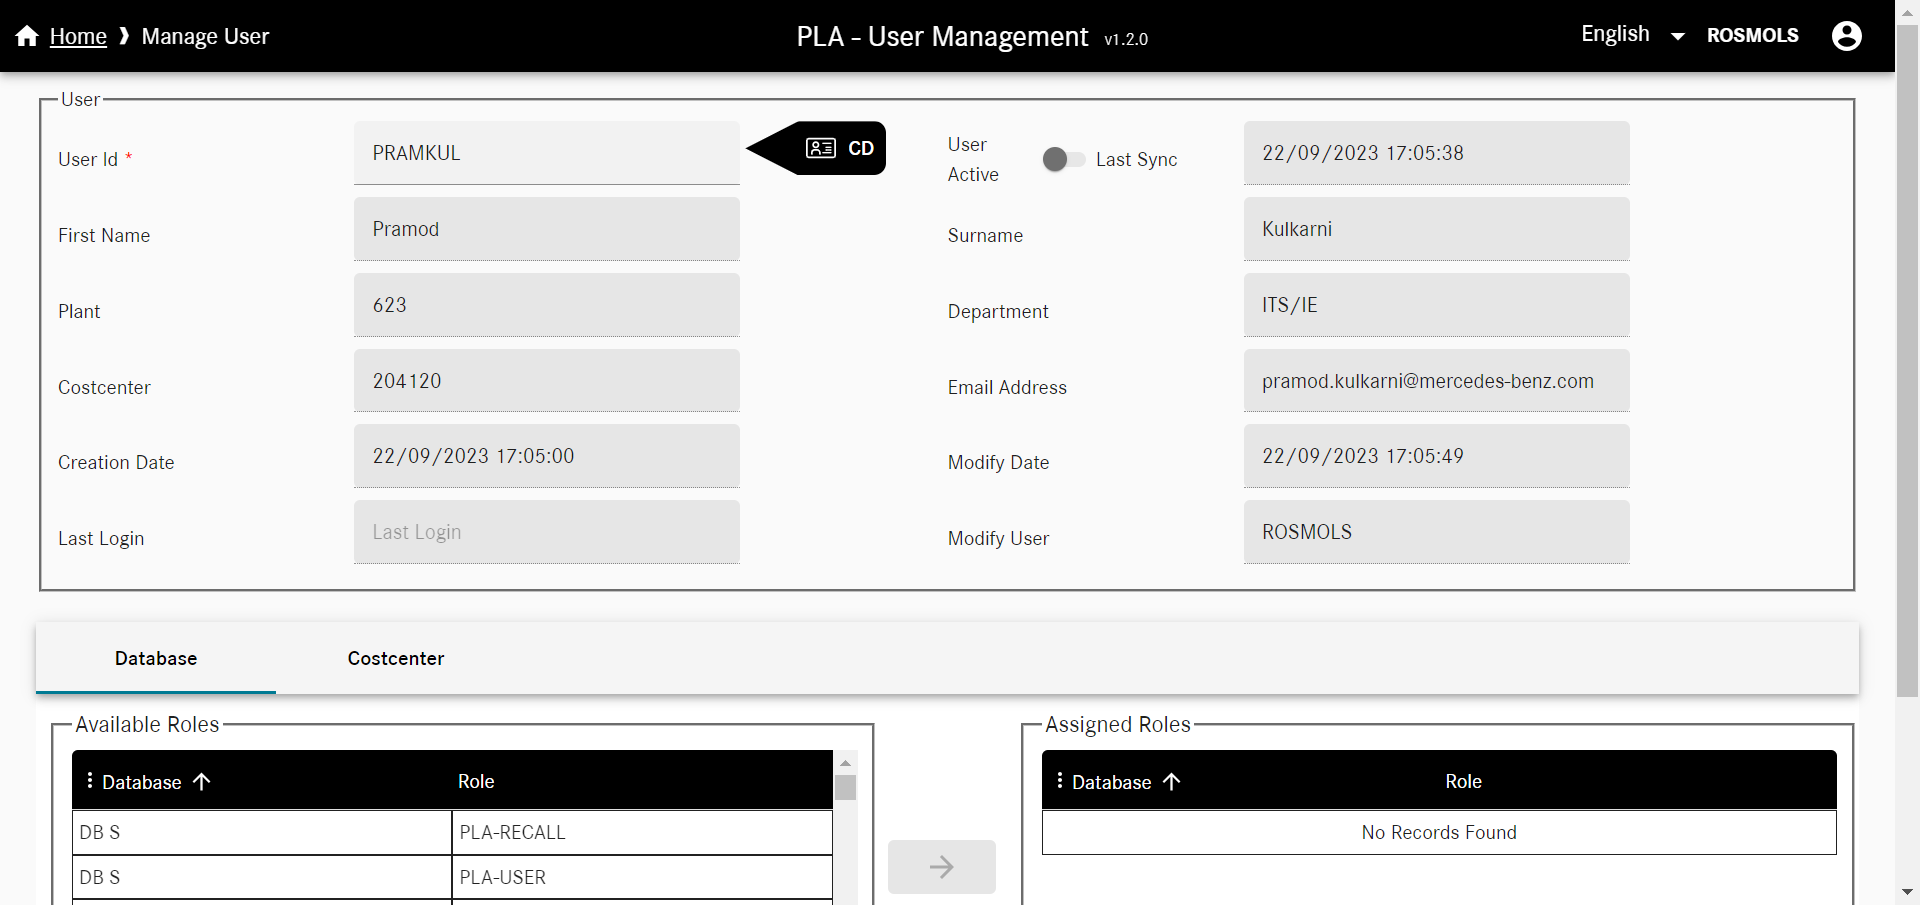 Home ❱ Manage User
PLA - User Management v1.2.0
English ROSMOLS
User
User Id * PRAMKUL CD User Active Last Sync 22/09/2023 17:05:38
First Name Pramod Surname Kulkarni
Plant 623 Department ITS/IE
Costcenter 204120 Email Address pramod.kulkarni@mercedes-benz.com
Creation Date 22/09/2023 17:05:00 Modify Date 22/09/2023 17:05:49
Last Login Last Login Modify User ROSMOLS
Database Costcenter
Available Roles
Database Role
DB S PLA-RECALL
DB S PLA-USER
Assigned Roles
Database Role
No Records Found